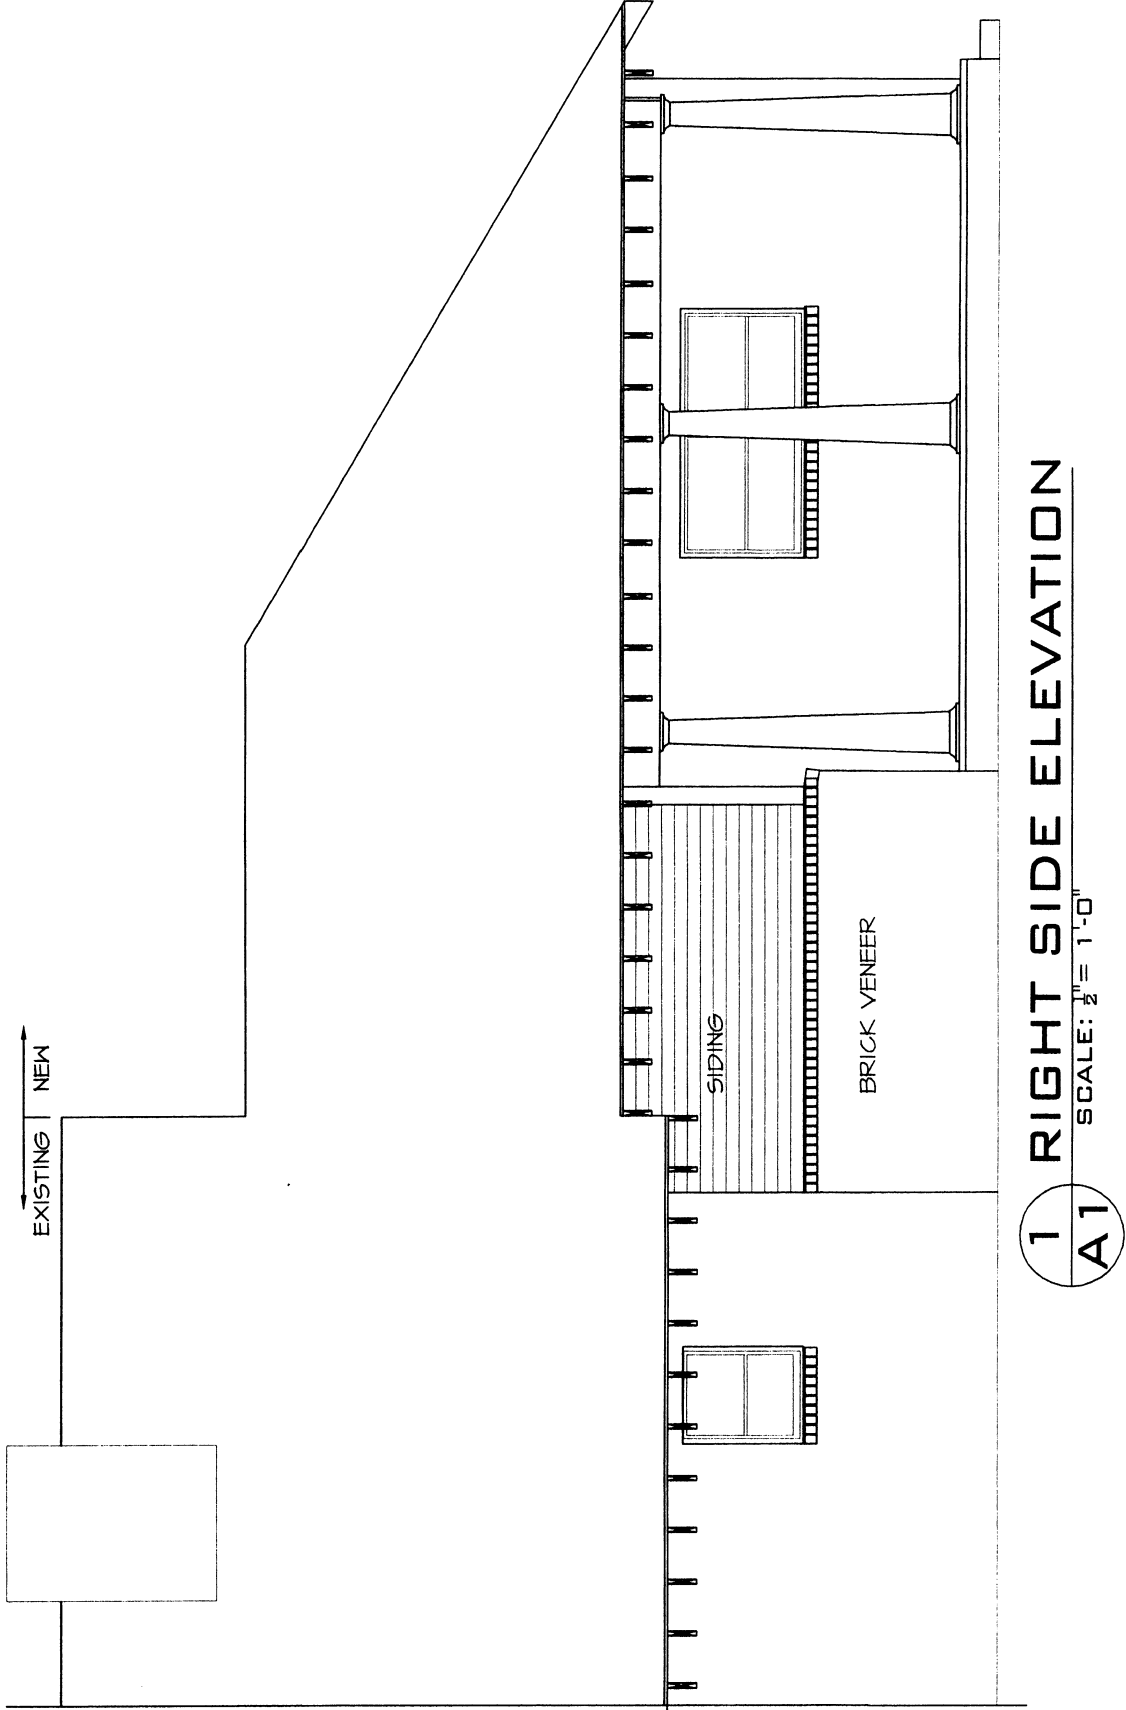 EXISTING NEW
SIDING
BRICK VENEER
1 RIGHT SIDE ELEVATION
A1 SCALE: ½"= 1'-0"